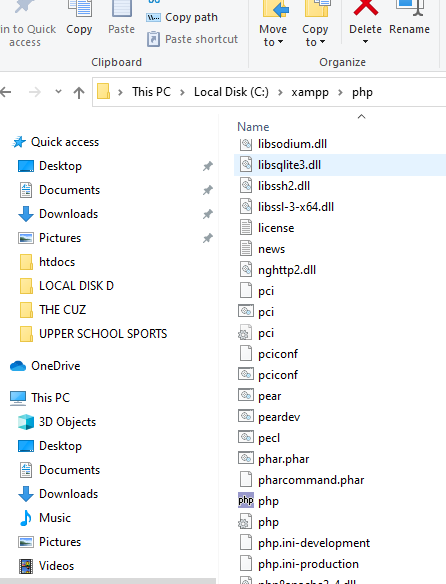 in to Quick
access
Copy
Paste
Copy path
Paste shortcut
Move
to
Copy
to
Delete
Rename
Clipboard
Organize
This PC > Local Disk (C:) > xampp > php
Name
Quick access
Desktop
Documents
Downloads
Pictures
htdocs
LOCAL DISK D
THE CUZ
UPPER SCHOOL SPORTS
OneDrive
This PC
3D Objects
Desktop
Documents
Downloads
Music
Pictures
Videos
libsodium.dll
libsqlite3.dll
libssh2.dll
libssl-3-x64.dll
license
news
nghttp2.dll
pci
pci
pci
pciconf
pciconf
pear
peardev
pecl
phar.phar
pharcommand.phar
php php
php
php.ini-development
php.ini-production
php8apache2_4.dll